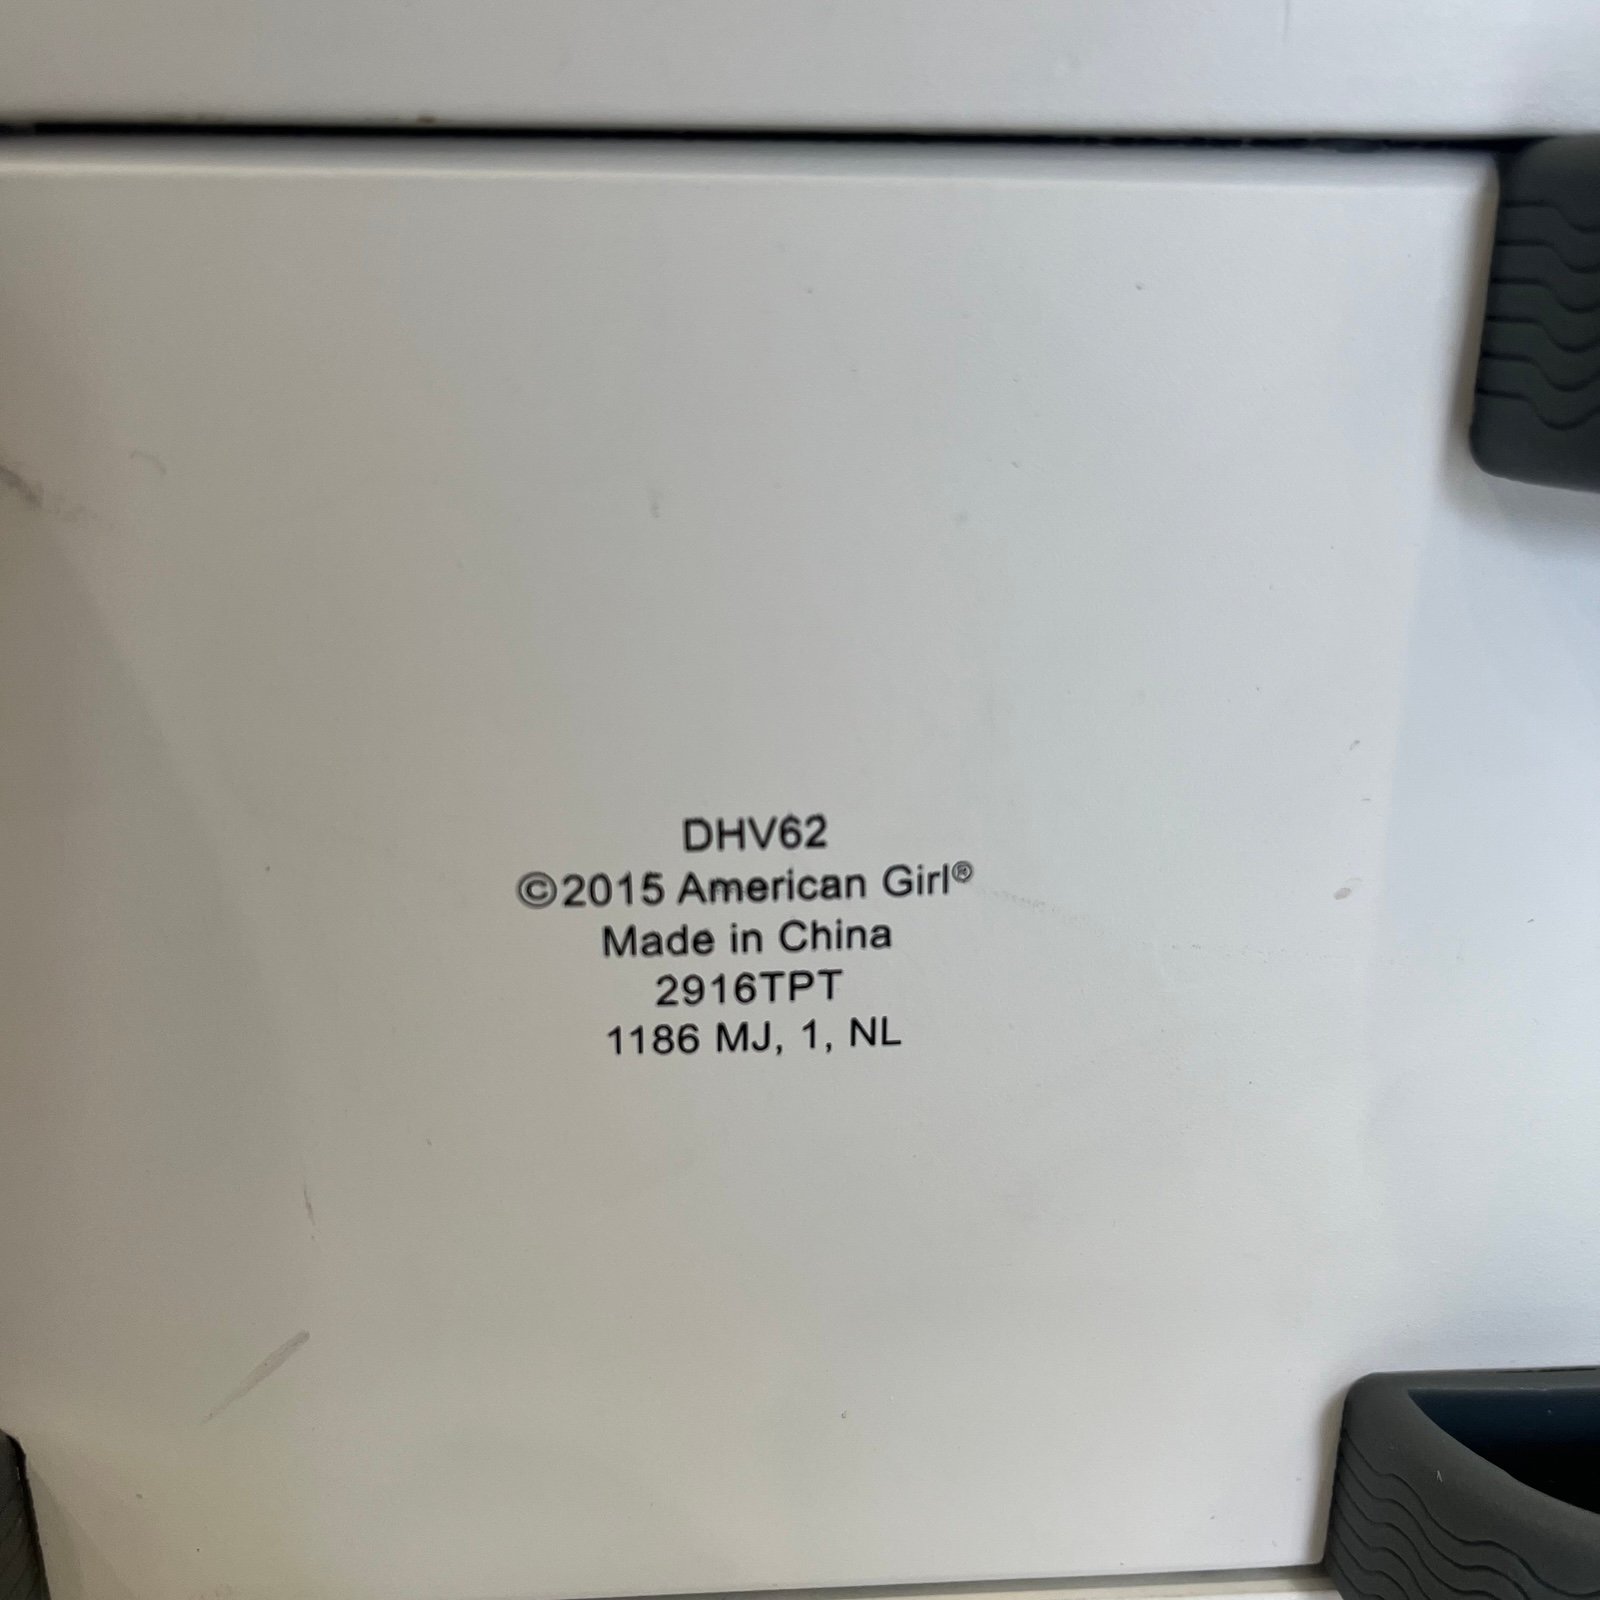 DHV62
©2015 American Girl®
Made in China
2916TPT
1186 MJ, 1, NL